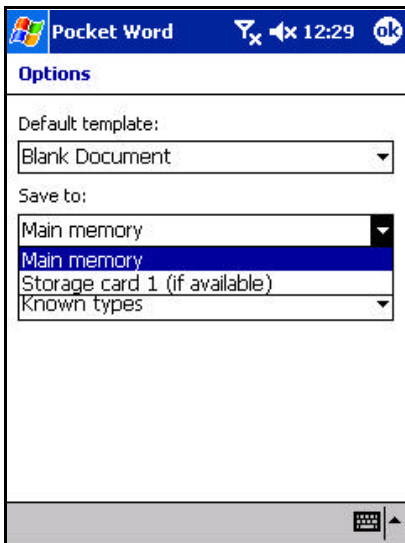 Pocket Word 12:29 ok
Options
Default template:
Blank Document
Save to:
Main memory
Main memory
Storage card 1 (if available)
Known types